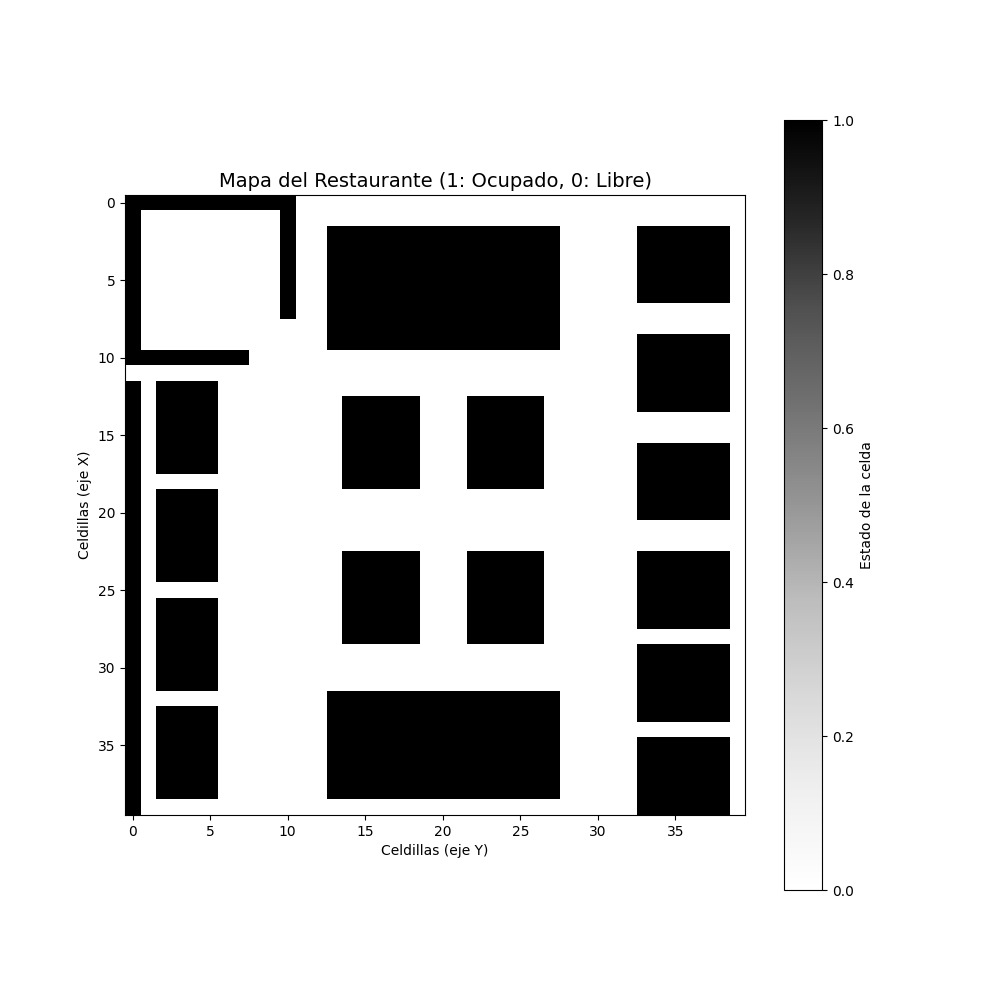 Mapa del Restaurante (1: Ocupado, 0: Libre)
Celdillas (eje X)
0
5
10
15
20
25
30
35
0 5 10 15 20 25 30 35
Celdillas (eje Y)
1.0
0.8
0.6
0.4
0.2
0.0
Estado de la celda